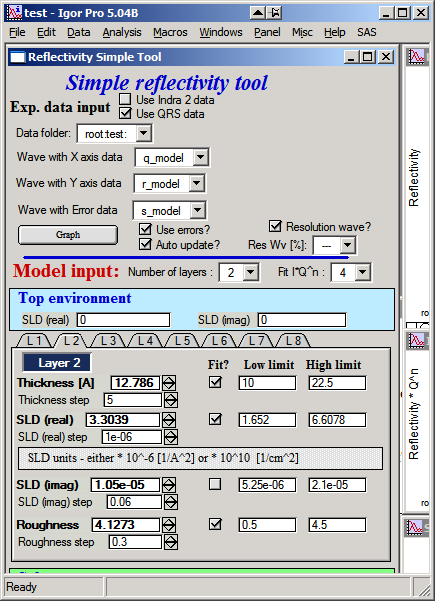 test - Igor Pro 5.04B
File Edit Data Analysis Macros Windows Panel Misc Help SAS
Reflectivity Simple Tool
Simple reflectivity tool
Exp. data input
Use Indra 2 data
Use QRS data
Data folder: root:test:
Wave with X axis data q_model
Wave with Y axis data r_model
Wave with Error data s_model
Graph
Use errors?
Resolution wave?
Auto update?
Res Wv [%]: ---
Model input: Number of layers : 2 Fit I*Q^n : 4
Top environment
SLD (real) 0 SLD (imag) 0
L 1 L 2 L 3 L 4 L 5 L 6 L 7 L 8
Layer 2 Fit? Low limit High limit
Thickness [A] 12.786 10 22.5
Thickness step 5
SLD (real) 3.3039 1.652 6.6078
SLD (real) step 1e-06
SLD units - either * 10^-6 [1/A^2] or * 10^10 [1/cm^2]
SLD (imag) 1.05e-05 5.25e-06 2.1e-05
SLD (imag) step 0.06
Roughness 4.1273 0.5 4.5
Roughness step 0.3
Ready
Reflectivity
ro
Reflectivity * Q^n
ro